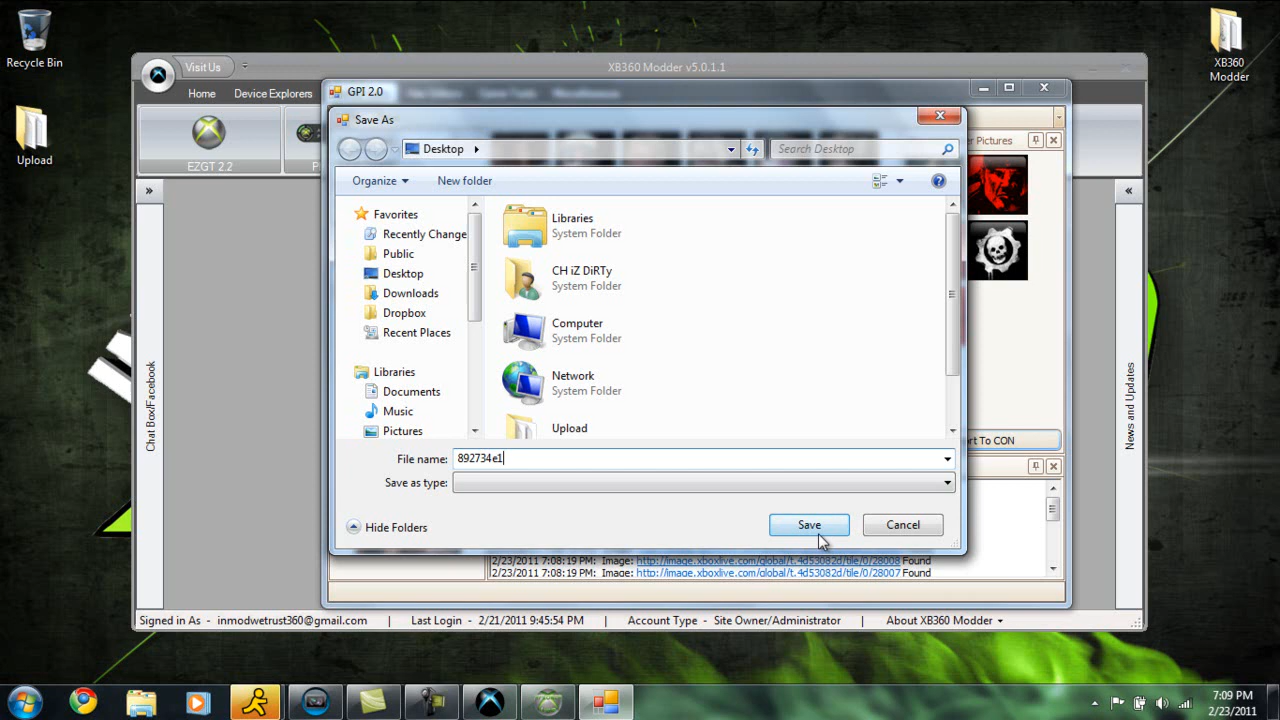 Recycle Bin
Upload
XB360 Modder
Visit Us
XB360 Modder v5.0.1.1
Home
Device Explorers
EZGT 2.2
GPI 2.0
Save As
Desktop
Search Desktop
Organize
New folder
Favorites
Recently Change
Public
Desktop
Downloads
Dropbox
Recent Places
Libraries
Documents
Music
Pictures
Libraries
System Folder
CH iZ DiRTy
System Folder
Computer
System Folder
Network
System Folder
Upload
File name: 892734e1
Save as type:
Hide Folders
Save
Cancel
er Pictures
rt To CON
Chat Box/Facebook
News and Updates
2/23/2011 7:08:19 PM: Image: http://image.xboxlive.com/global/t.4d53082d/tile/0/28008 Found
2/23/2011 7:08:19 PM: Image: http://image.xboxlive.com/global/t.4d53082d/tile/0/28007 Found
Signed in As - inmodwetrust360@gmail.com | Last Login - 2/21/2011 9:45:54 PM | Account Type - Site Owner/Administrator | About XB360 Modder
7:09 PM
2/23/2011